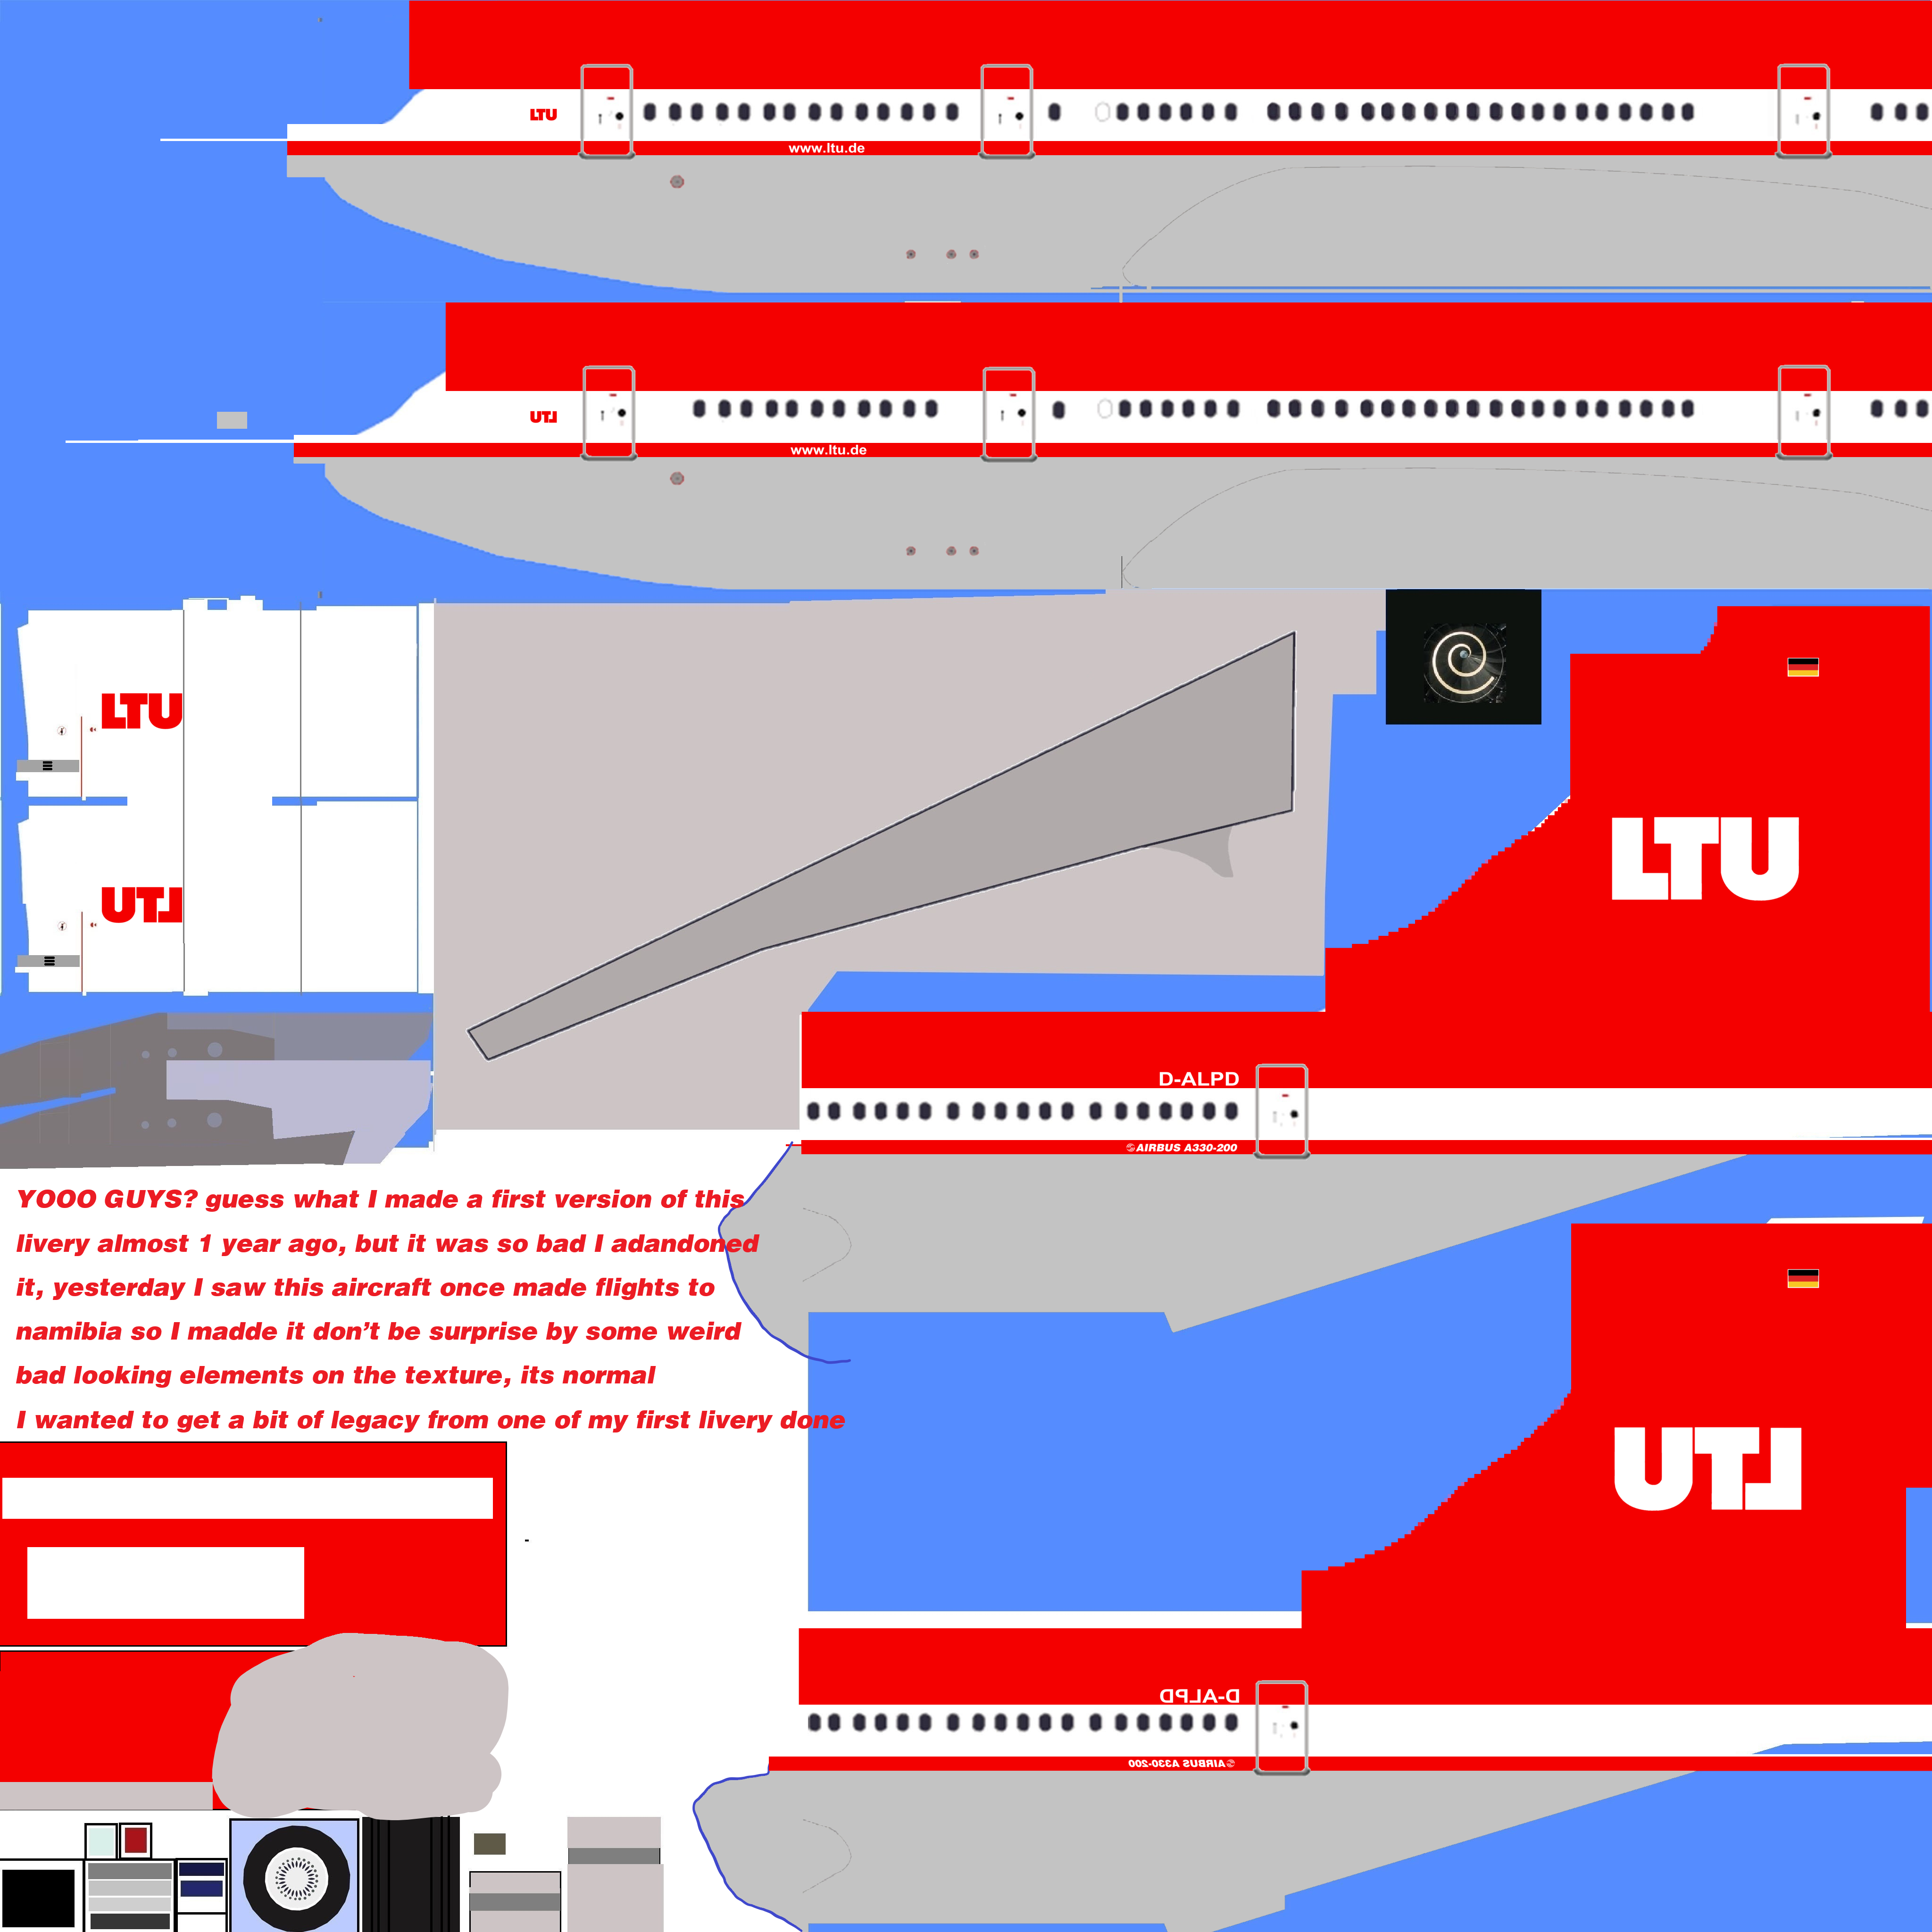 LTU
www.ltu.de
LTU
www.ltu.de
LTU
LTU
LTU
LTU
D-ALPD
AIRBUS A330-200
YOOO GUYS? guess what I made a first version of this
livery almost 1 year ago, but it was so bad I adandoned
it, yesterday I saw this aircraft once made flights to
namibia so I madde it don’t be surprise by some weird
bad looking elements on the texture, its normal
I wanted to get a bit of legacy from one of my first livery done
LTU
D-ALPD
AIRBUS A330-200